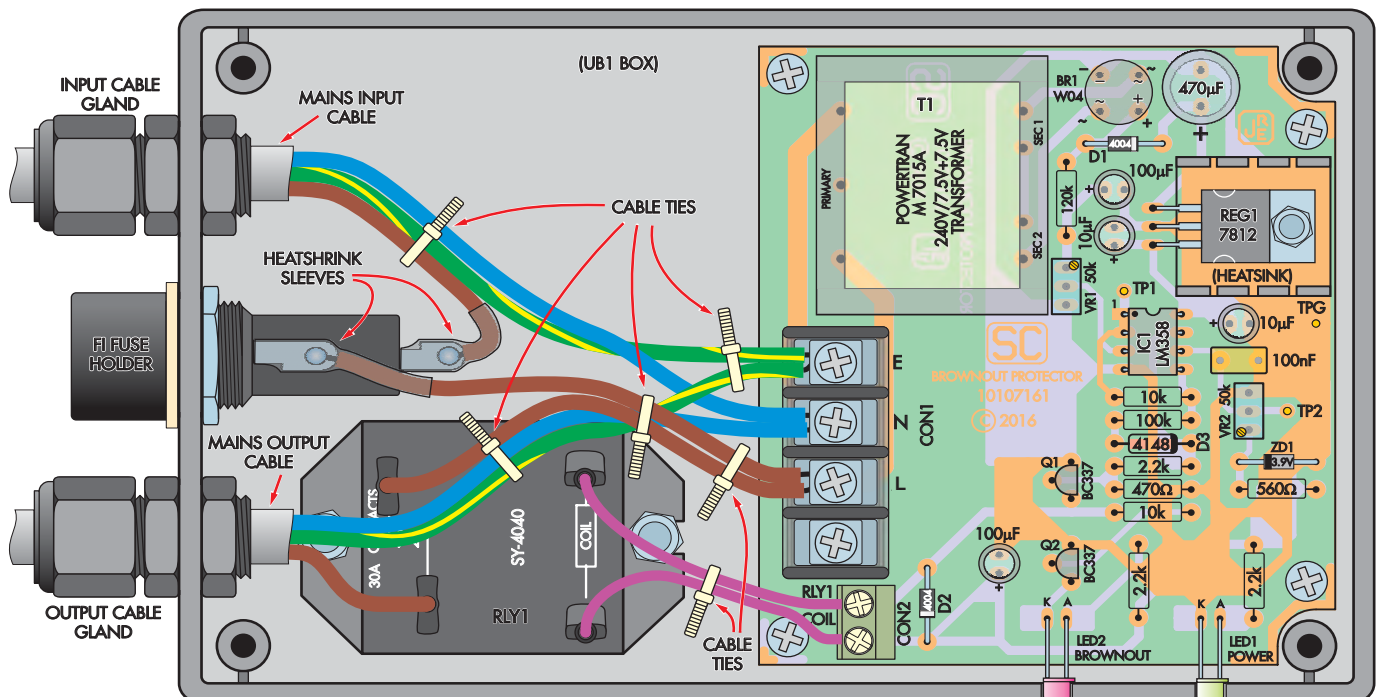 (UB1 BOX)
INPUT CABLE
GLAND
MAINS INPUT
CABLE
CABLE TIES
HEATSHRINK
SLEEVES
F1 FUSE
HOLDER
MAINS OUTPUT
CABLE
OUTPUT CABLE
GLAND
30A
SY-4040
COIL
RLY1
CABLE
TIES
T1
POWERTRAN
M 7015A
240V/7.5V+7.5V
TRANSFORMER
PRIMARY
SEC 1
SEC 2
BR1
W04
–
~
~
+
–
~
~
+
470µF
+
D1
4004
120k
100µF
+
10µF
+
REG1
7812
(HEATSINK)
VR1
50k
TP1
TPG
1
IC1
LM358
+
10µF
100nF
SC
BROWNOUT PROTECTOR
10107161
© 2016
E
N
L
CON1
10k
100k
4148
D3
2.2k
470Ω
10k
VR2
50k
TP2
ZD1
3.9V
560Ω
Q1
BC337
Q2
BC337
100µF
+
2.2k
2.2k
RLY1
COIL
CON2
4004
D2
K
A
LED2
BROWNOUT
K
A
LED1
POWER